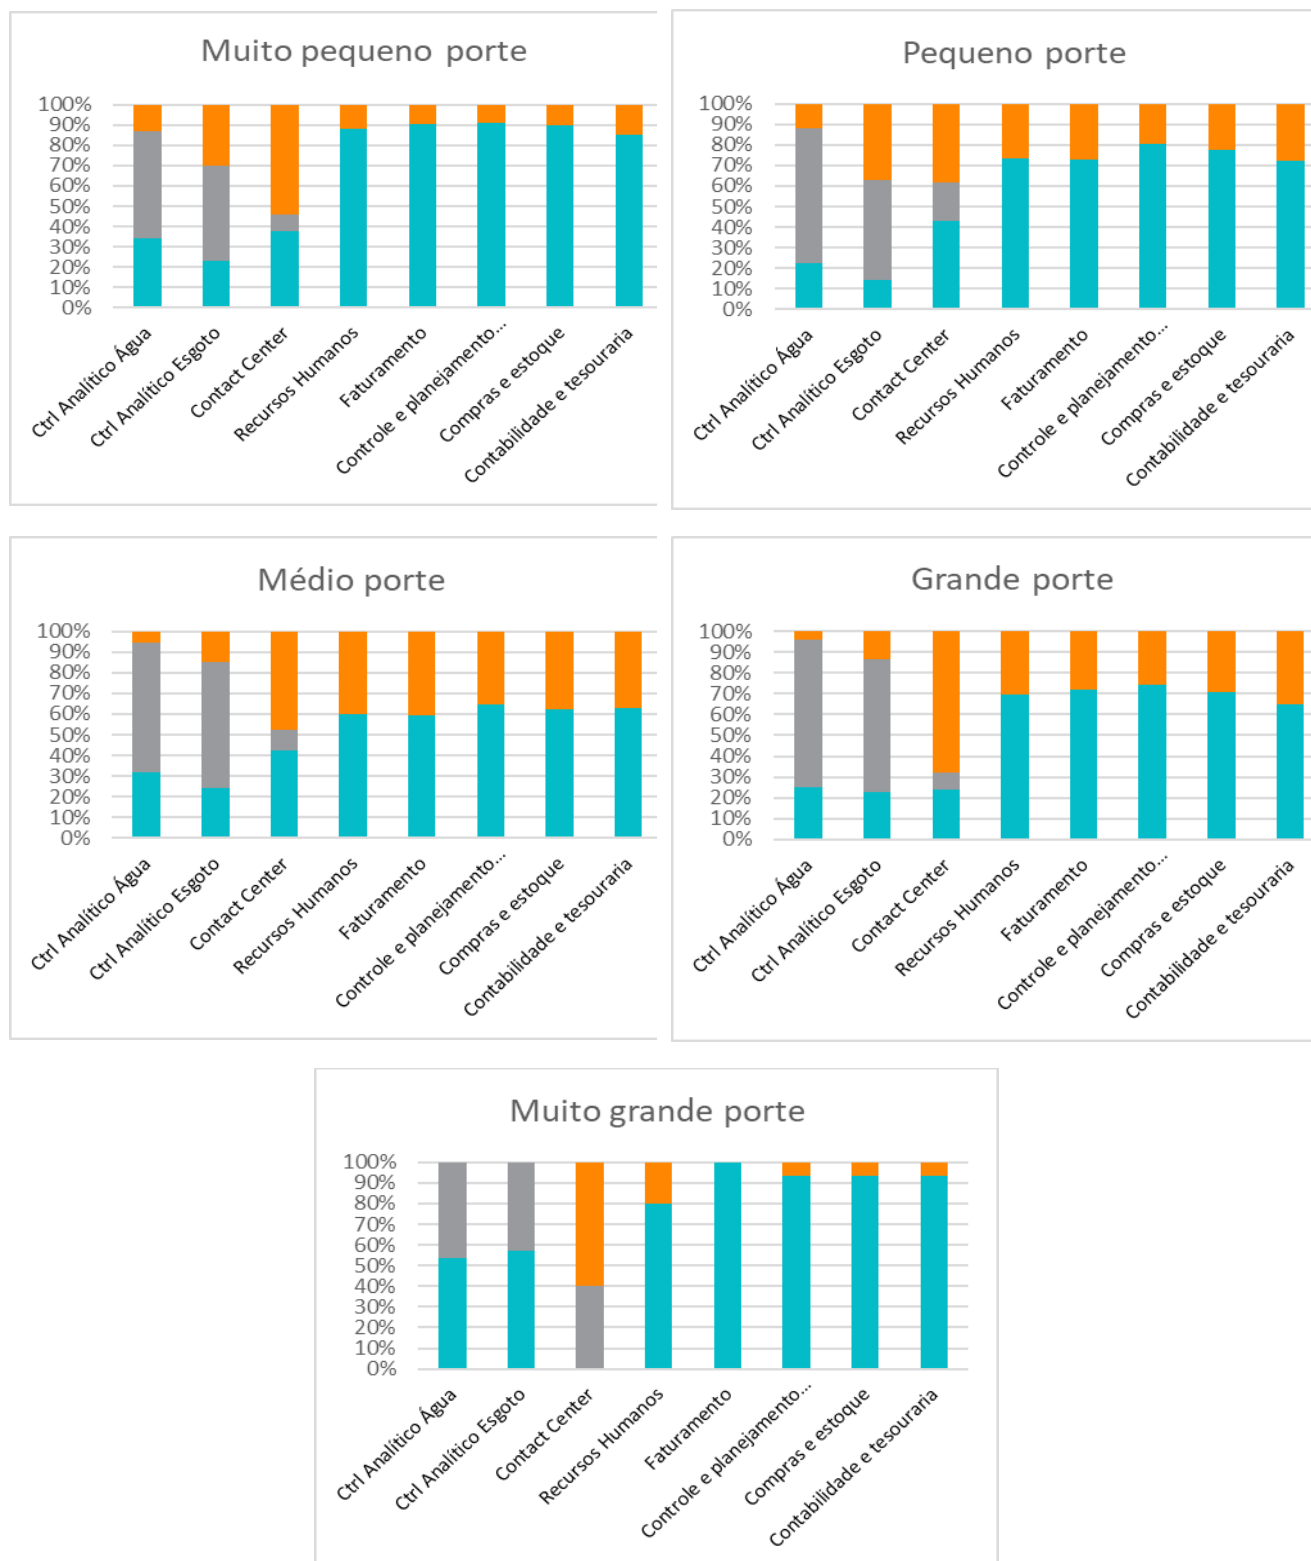 Muito pequeno porte
100%
90%
80%
70%
60%
50%
40%
30%
20%
10%
0%
Ctrl Analítico Água
Ctrl Analítico Esgoto
Contact Center
Recursos Humanos
Faturamento
Controle e planejamento...
Compras e estoque
Contabilidade e tesouraria
Pequeno porte
100%
90%
80%
70%
60%
50%
40%
30%
20%
10%
0%
Ctrl Analítico Água
Ctrl Analítico Esgoto
Contact Center
Recursos Humanos
Faturamento
Controle e planejamento...
Compras e estoque
Contabilidade e tesouraria
Médio porte
100%
90%
80%
70%
60%
50%
40%
30%
20%
10%
0%
Ctrl Analítico Água
Ctrl Analítico Esgoto
Contact Center
Recursos Humanos
Faturamento
Controle e planejamento...
Compras e estoque
Contabilidade e tesouraria
Grande porte
100%
90%
80%
70%
60%
50%
40%
30%
20%
10%
0%
Ctrl Analítico Água
Ctrl Analítico Esgoto
Contact Center
Recursos Humanos
Faturamento
Controle e planejamento...
Compras e estoque
Contabilidade e tesouraria
Muito grande porte
100%
90%
80%
70%
60%
50%
40%
30%
20%
10%
0%
Ctrl Analítico Água
Ctrl Analítico Esgoto
Contact Center
Recursos Humanos
Faturamento
Controle e planejamento...
Compras e estoque
Contabilidade e tesouraria